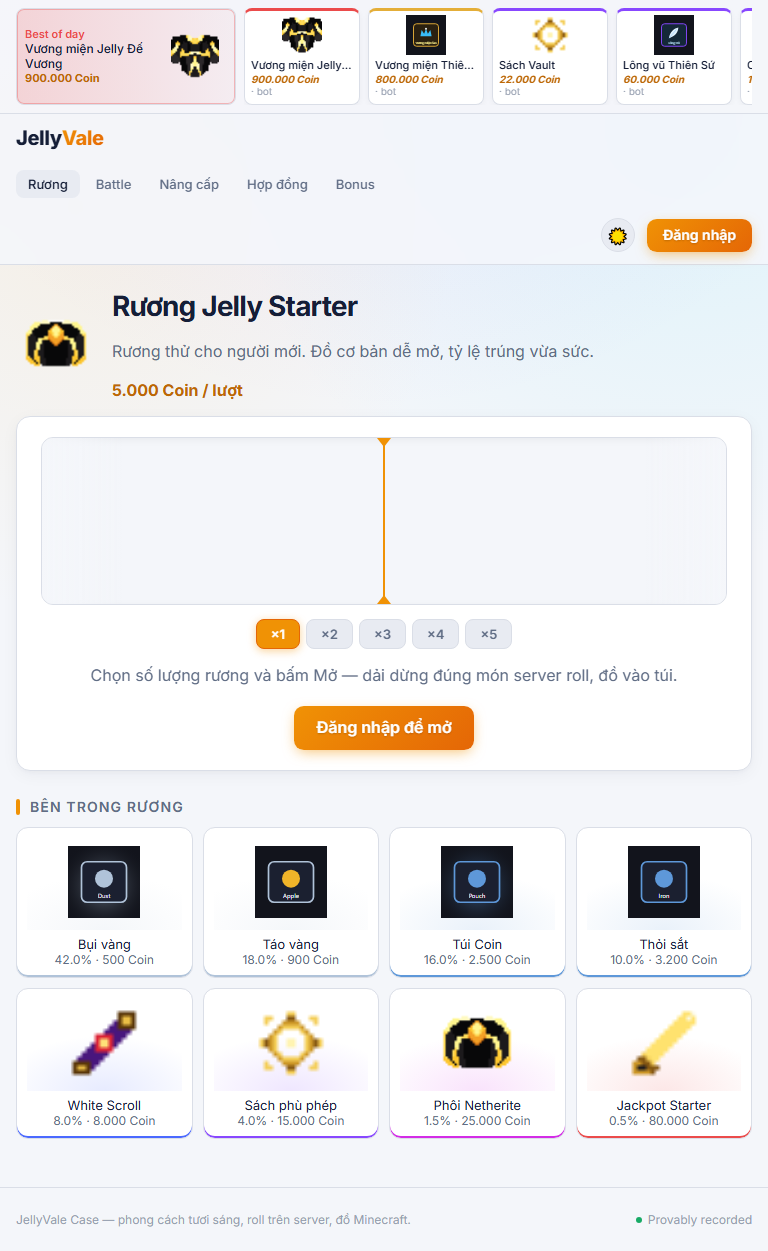 Best of day
Vương miện Jelly Đế
Vương
900.000 Coin
Vương miện Jelly...
900.000 Coin
· bot
Vương miện Thiê...
800.000 Coin
· bot
Sách Vault
22.000 Coin
· bot
Lông vũ Thiên Sứ
60.000 Coin
· bot
JellyVale
Rương
Battle
Nâng cấp
Hợp đồng
Bonus
Đăng nhập
Rương Jelly Starter
Rương thử cho người mới. Đồ cơ bản dễ mở, tỷ lệ trúng vừa sức.
5.000 Coin / lượt
×1
×2
×3
×4
×5
Chọn số lượng rương và bấm Mở — dải dừng đúng món server roll, đồ vào túi.
Đăng nhập để mở
BÊN TRONG RƯƠNG
Dust
Bụi vàng
42.0% · 500 Coin
Apple
Táo vàng
18.0% · 900 Coin
Pouch
Túi Coin
16.0% · 2.500 Coin
Iron
Thỏi sắt
10.0% · 3.200 Coin
White Scroll
8.0% · 8.000 Coin
Sách phù phép
4.0% · 15.000 Coin
Phôi Netherite
1.5% · 25.000 Coin
Jackpot Starter
0.5% · 80.000 Coin
JellyVale Case — phong cách tươi sáng, roll trên server, đồ Minecraft.
Provably recorded